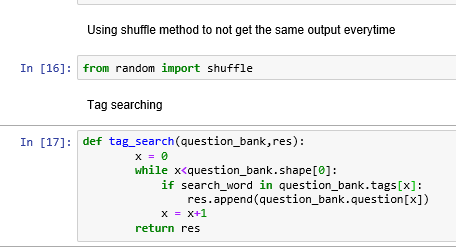 Using shuffle method to not get the same output everytime
In [16]: from random import shuffle
Tag searching
In [17]: def tag_search(question_bank,res):
x = 0
while x<question_bank.shape[0]:
if search_word in question_bank.tags[x]:
res.append(question_bank.question[x])
x = x+1
return res